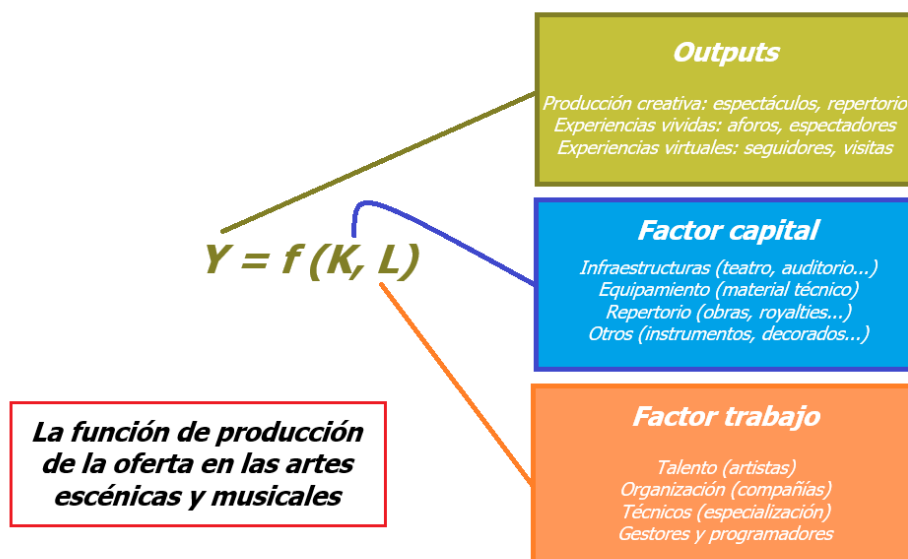 Outputs
Producción creativa: espectáculos, repertorio
Experiencias vividas: aforos, espectadores
Experiencias virtuales: seguidores, visitas
Y = f (K, L)
Factor capital
Infraestructuras (teatro, auditorio...)
Equipamiento (material técnico)
Repertorio (obras, royalties...)
Otros (instrumentos, decorados...)
Factor trabajo
Talento (artistas)
Organización (compañías)
Técnicos (especialización)
Gestores y programadores
La función de producción
de la oferta en las artes
escénicas y musicales